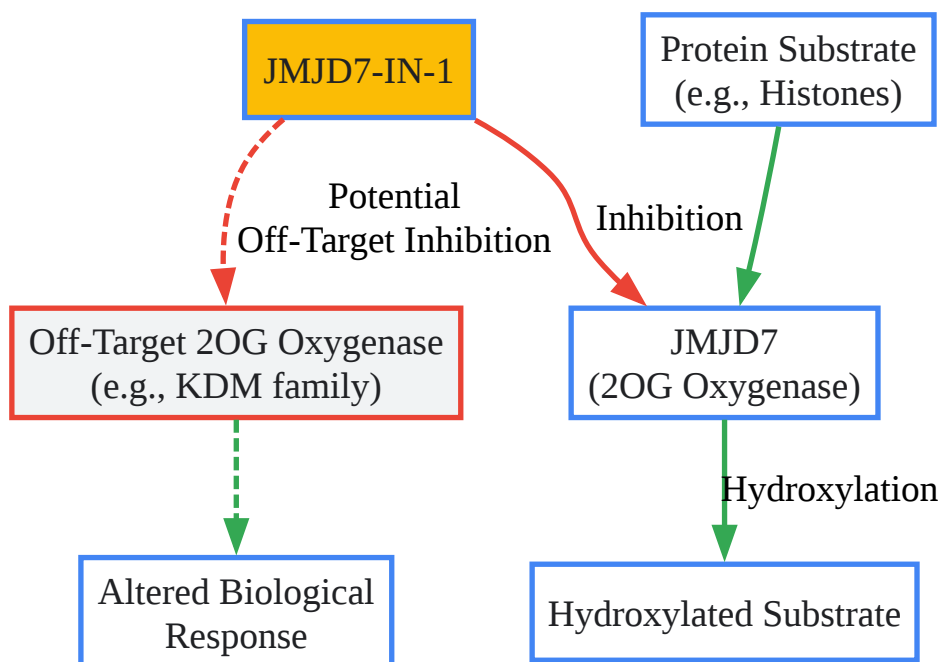 JMJD7-IN-1
Protein Substrate
(e.g., Histones)
Potential
Off-Target Inhibition
Inhibition
Off-Target 2OG Oxygenase
(e.g., KDM family)
JMJD7
(2OG Oxygenase)
Hydroxylation
Altered Biological
Response
Hydroxylated Substrate